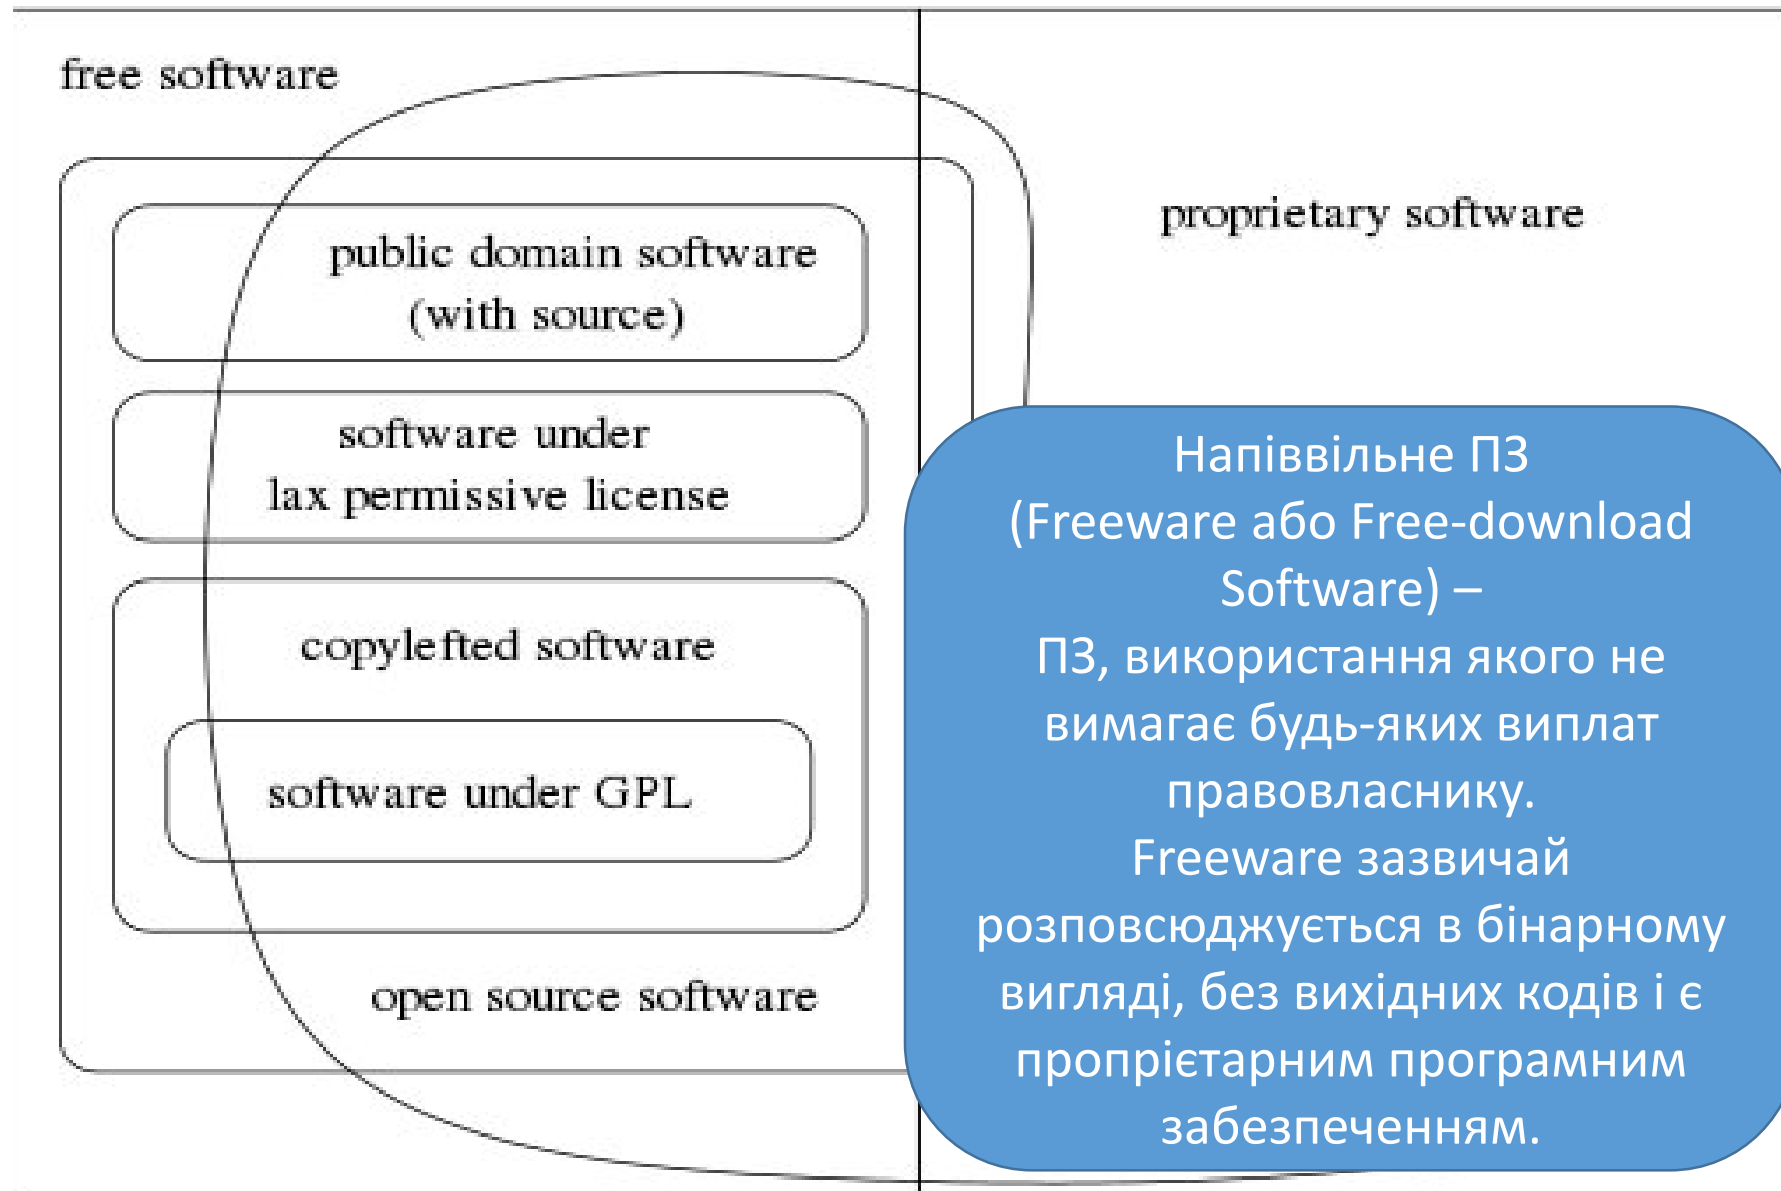 free software
public domain software
(with source)
software under
lax permissive license
copylefted software
software under GPL
open source software
proprietary software
Напіввільне ПЗ
(Freeware або Free-download
Software) –
ПЗ, використання якого не
вимагає будь-яких виплат
правовласнику.
Freeware зазвичай
розповсюджується в бінарному
вигляді, без вихідних кодів і є
пропрієтарним програмним
забезпеченням.